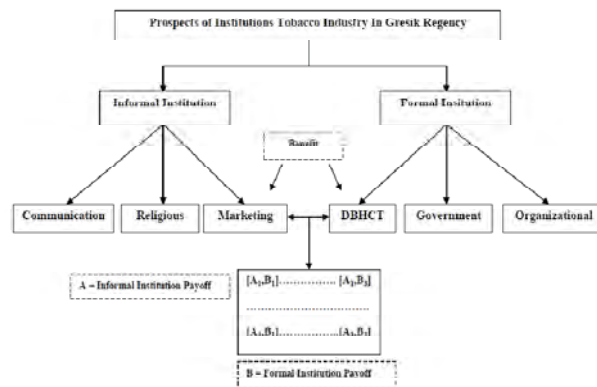 Prospects of Institutions Tobacco Industry In Gresik Regency
Informal Institution
Formal Insitution
Benefit
Communication
Religious
Marketing
DBHCT
Government
Organizational
A = Informal Institution Payoff
B = Formal Institution Payoff